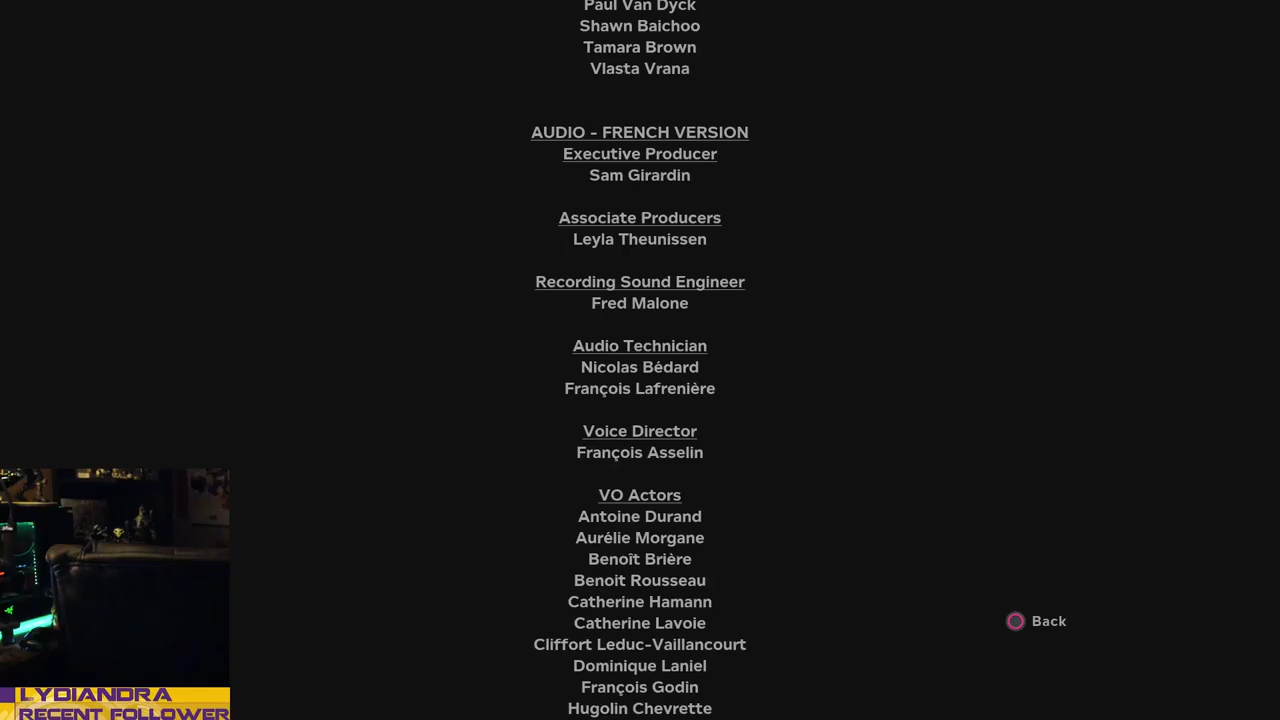 Paul Van Dyck
Shawn Baichoo
Tamara Brown
Vlasta Vrana
AUDIO - FRENCH VERSION
Executive Producer
Sam Girardin
Associate Producers
Leyla Theunissen
Recording Sound Engineer
Fred Malone
Audio Technician
Nicolas Bédard
François Lafrenière
Voice Director
François Asselin
VO Actors
Antoine Durand
Aurélie Morgane
Benoît Brière
Benoit Rousseau
Catherine Hamann
Catherine Lavoie
Cliffort Leduc-Vaillancourt
Dominique Laniel
François Godin
Hugolin Chevrette
Back
LYDIANDRA
RECENT FOLLOWER